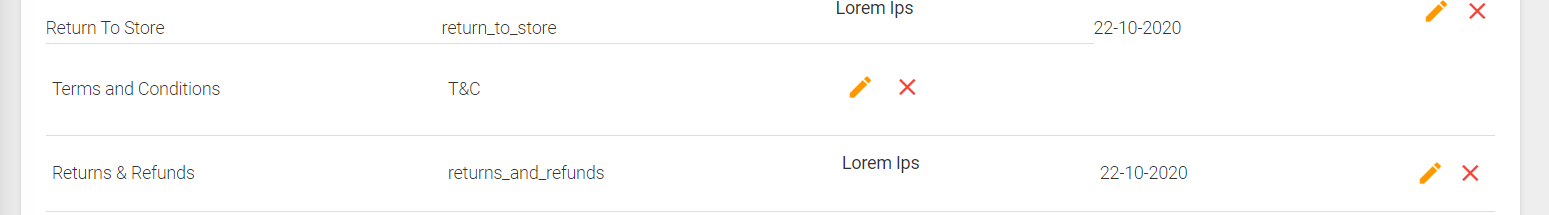 Lorem Ips
Return To Store return_to_store 22-10-2020
Terms and Conditions T&C
Lorem Ips
Returns & Refunds returns_and_refunds 22-10-2020